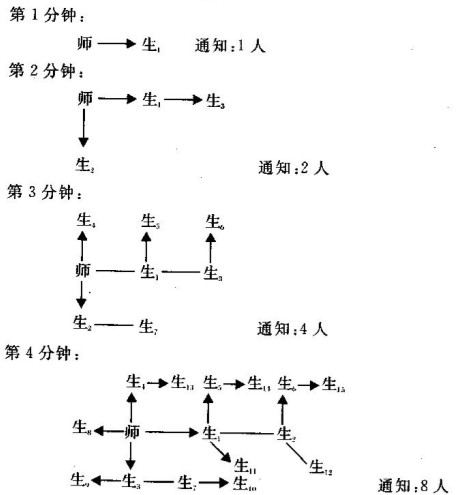 第1分钟：
师 生₁ 通知：1人
第2分钟：
师 生₁ 生₃
生₂ 通知：2人
第3分钟：
生₄ 生₅ 生₆
师 生₁ 生₃
生₂ 生₇ 通知：4人
第4分钟：
生₄ 生₁₃ 生₅ 生₁₄ 生₆ 生₁₅
生₈ 师 生₁ 生₂
生₁₁ 生₁₂
生₉ 生₃ 生₇ 生₁₀ 通知：8人